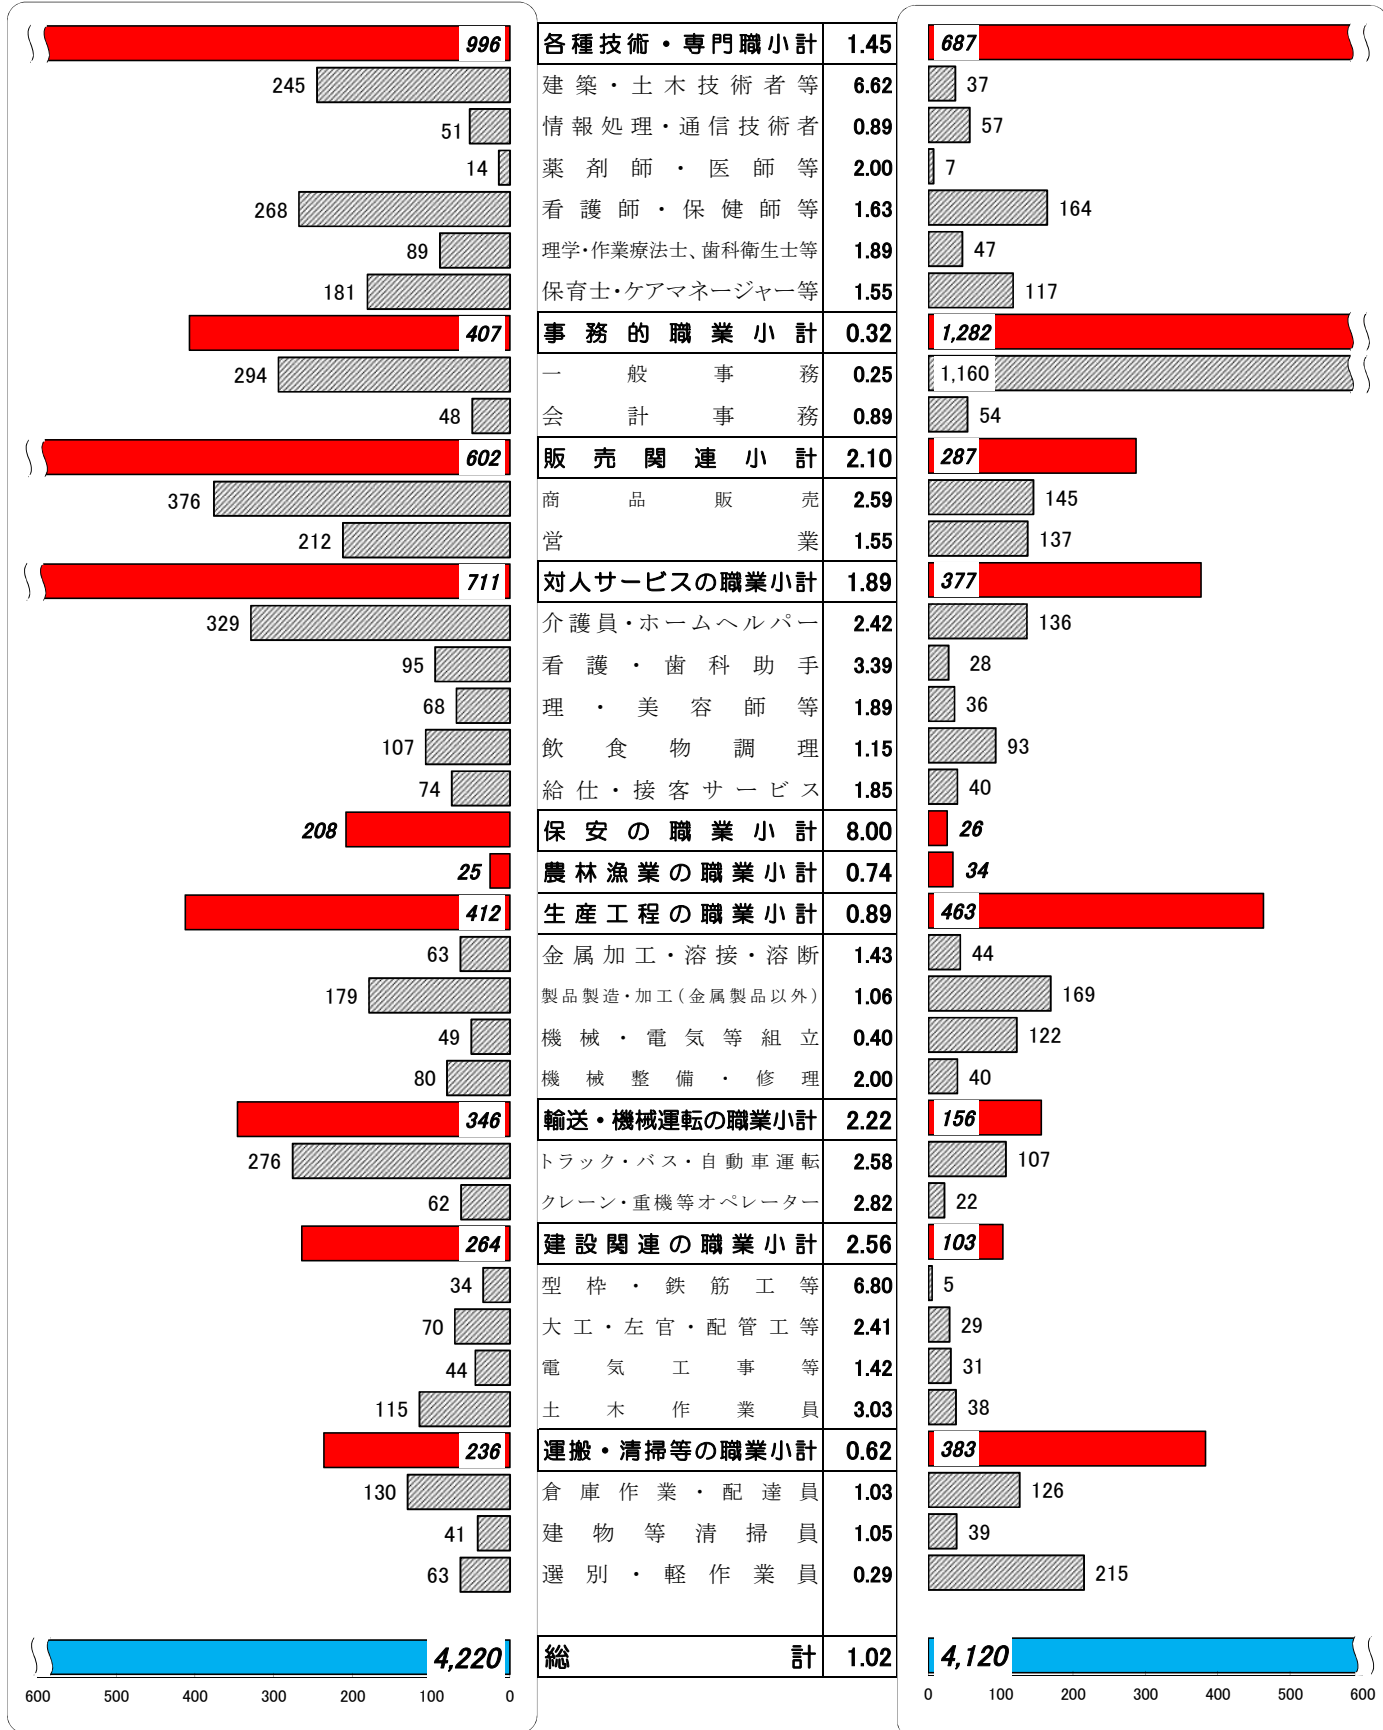 996 各種技術・専門職小計 1.45 687
245 建築・土木技術者等 6.62 37
51 情報処理・通信技術者 0.89 57
14 薬剤師・医師等 2.00 7
268 看護師・保健師等 1.63 164
89 理学・作業療法士、歯科衛生士等 1.89 47
181 保育士・ケアマネージャー等 1.55 117
407 事務的職業小計 0.32 1,282
294 一般事務 0.25 1,160
48 会計事務 0.89 54
602 販売関連小計 2.10 287
376 商品販売 2.59 145
212 営業 1.55 137
711 対人サービスの職業小計 1.89 377
329 介護員・ホームヘルパー 2.42 136
95 看護・歯科助手 3.39 28
68 理・美容師等 1.89 36
107 飲食物調理 1.15 93
74 給仕・接客サービス 1.85 40
208 保安の職業小計 8.00 26
25 農林漁業の職業小計 0.74 34
412 生産工程の職業小計 0.89 463
63 金属加工・溶接・溶断 1.43 44
179 製品製造・加工(金属製品以外) 1.06 169
49 機械・電気等組立 0.40 122
80 機械整備・修理 2.00 40
346 輸送・機械運転の職業小計 2.22 156
276 トラック・バス・自動車運転 2.58 107
62 クレーン・重機等オペレーター 2.82 22
264 建設関連の職業小計 2.56 103
34 型枠・鉄筋工等 6.80 5
70 大工・左官・配管工等 2.41 29
44 電気工事等 1.42 31
115 土木作業員 3.03 38
236 運搬・清掃等の職業小計 0.62 383
130 倉庫作業・配達員 1.03 126
41 建物等清掃員 1.05 39
63 選別・軽作業員 0.29 215
4,220 総計 1.02 4,120
600 500 400 300 200 100 0 0 100 200 300 400 500 600